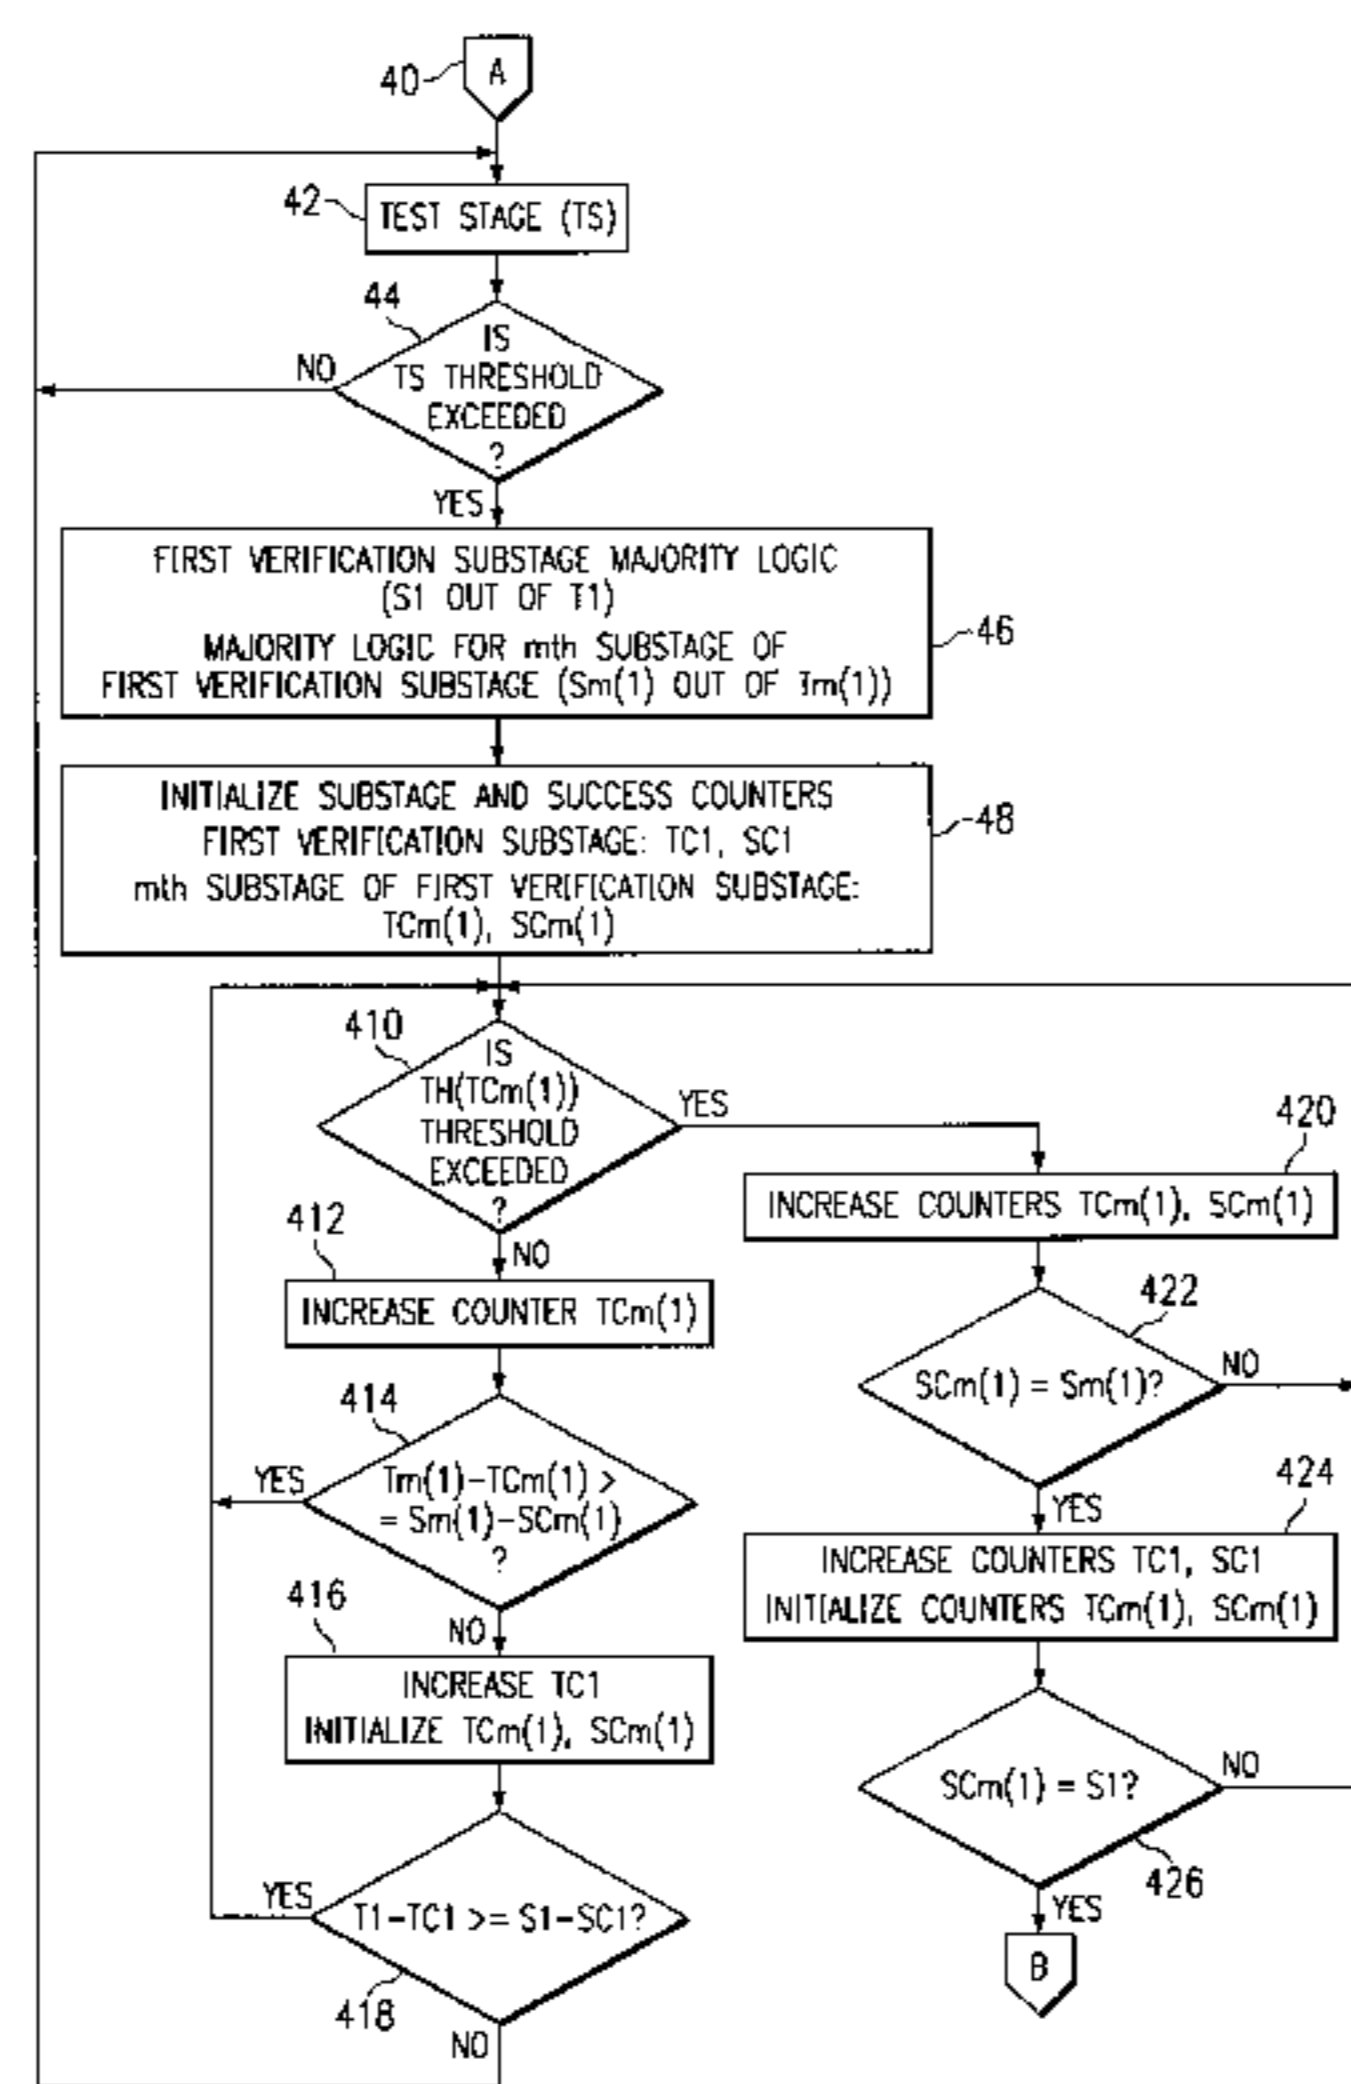 40
A
42
TEST STAGE (TS)
44
IS
TS THRESHOLD
EXCEEDED
?
NO
YES
FIRST VERIFICATION SUBSTAGE MAJORITY LOGIC
(S1 OUT OF T1)
MAJORITY LOGIC FOR mth SUBSTAGE OF
FIRST VERIFICATION SUBSTAGE (Sm(1) OUT OF Tm(1))
46
INITIALIZE SUBSTAGE AND SUCCESS COUNTERS
FIRST VERIFICATION SUBSTAGE: TC1, SC1
mth SUBSTAGE OF FIRST VERIFICATION SUBSTAGE:
TCm(1), SCm(1)
48
410
IS
TH(TCm(1))
THRESHOLD
EXCEEDED
?
YES
NO
412
INCREASE COUNTER TCm(1)
414
Tm(1)-TCm(1) >
= Sm(1)-SCm(1)
?
YES
NO
416
INCREASE TC1
INITIALIZE TCm(1), SCm(1)
T1-TC1 >= S1-SC1?
YES
418
NO
420
INCREASE COUNTERS TCm(1), SCm(1)
422
SCm(1) = Sm(1)?
NO
YES
424
INCREASE COUNTERS TC1, SC1
INITIALIZE COUNTERS TCm(1), SCm(1)
SCm(1) = S1?
NO
426
YES
B